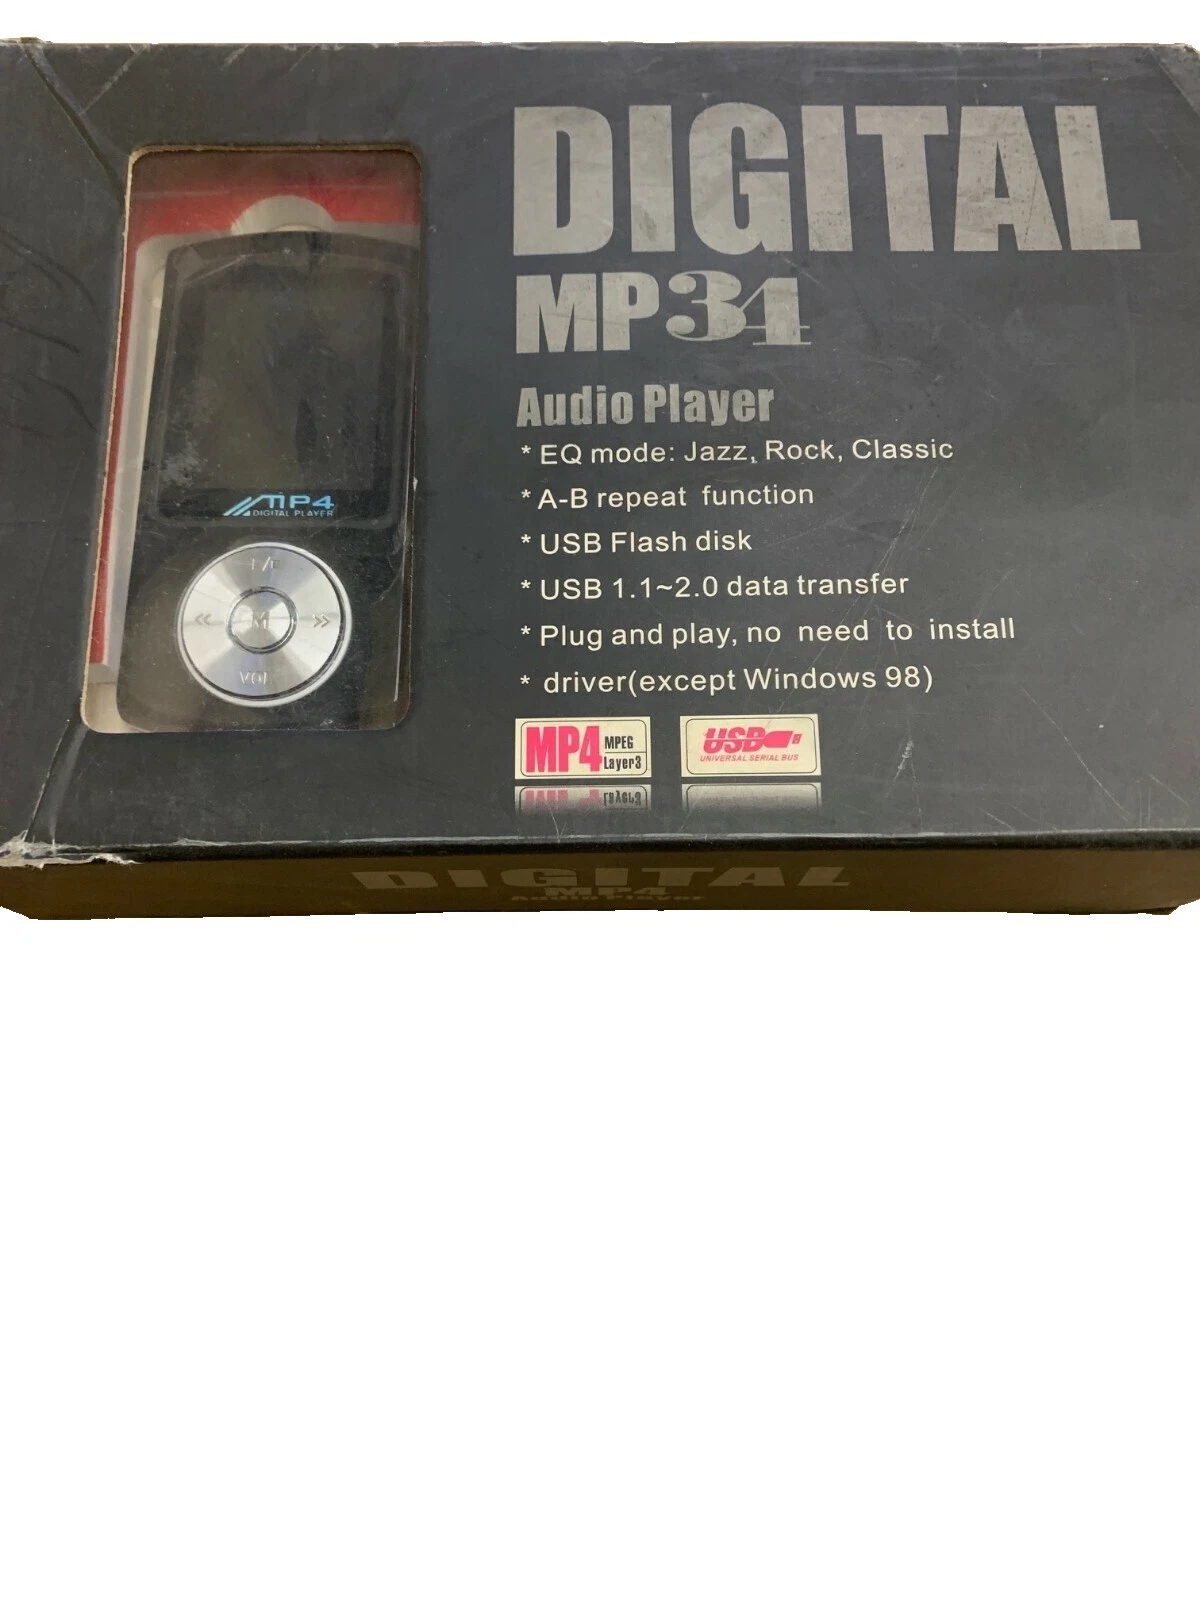 DIGITAL
MP34
Audio Player
* EQ mode: Jazz, Rock, Classic
* A-B repeat function
* USB Flash disk
* USB 1.1~2.0 data transfer
* Plug and play, no need to install
* driver(except Windows 98)
MP4 MPEG
Layer3
USB
UNIVERSAL SERIAL BUS
MP4
DIGITAL PLAYER
<< M >>
VOL
DIGITAL
MP4
Audio Player